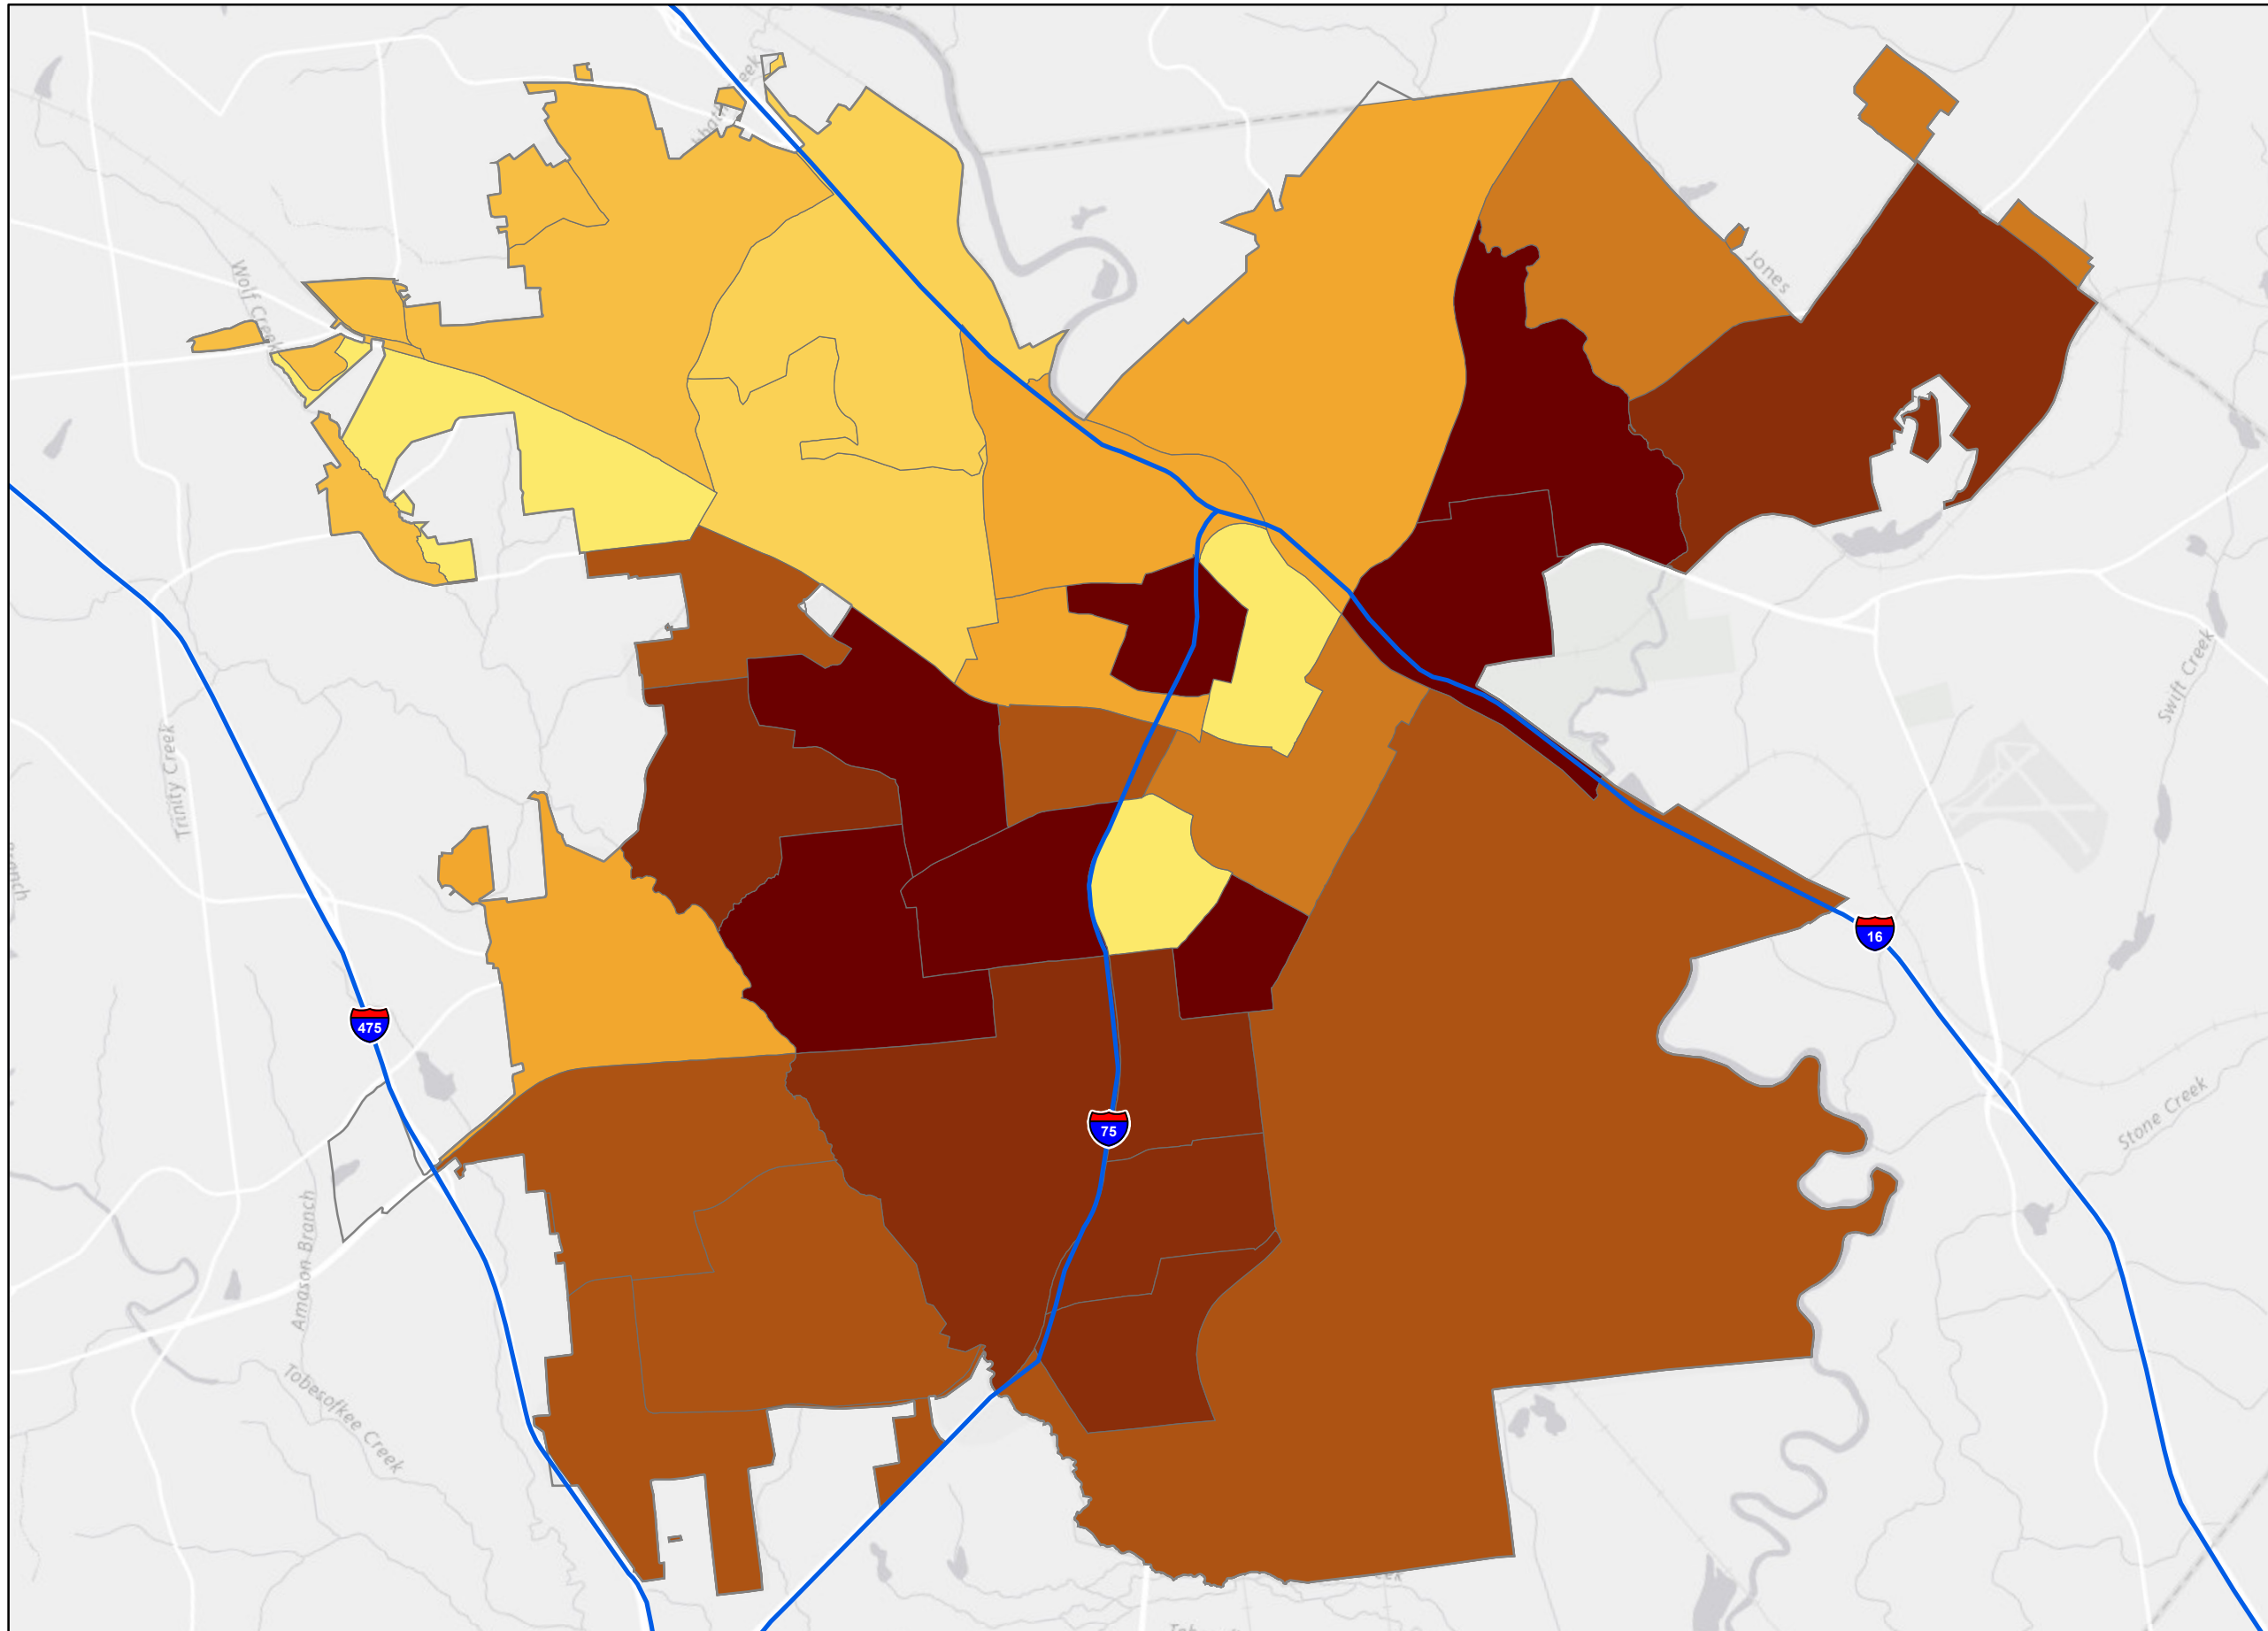 Wolf Creek
Jones
Swift Creek
Trinity Creek
16
475
75
Stone Creek
Amason Branch
Tobesofkee Creek